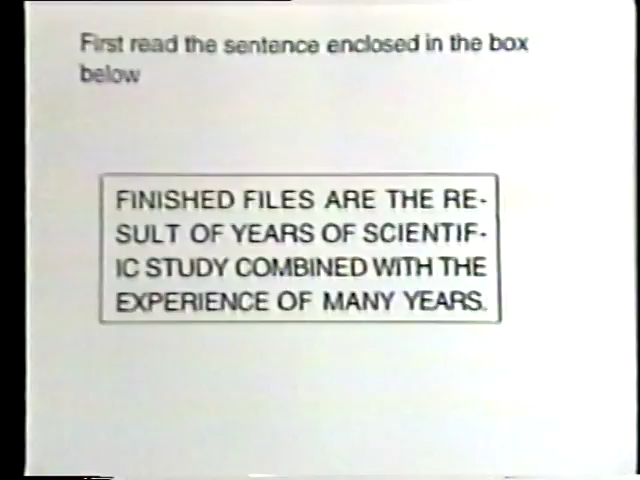 First read the sentence enclosed in the box
below
FINISHED FILES ARE THE RE-
SULT OF YEARS OF SCIENTIF-
IC STUDY COMBINED WITH THE
EXPERIENCE OF MANY YEARS.